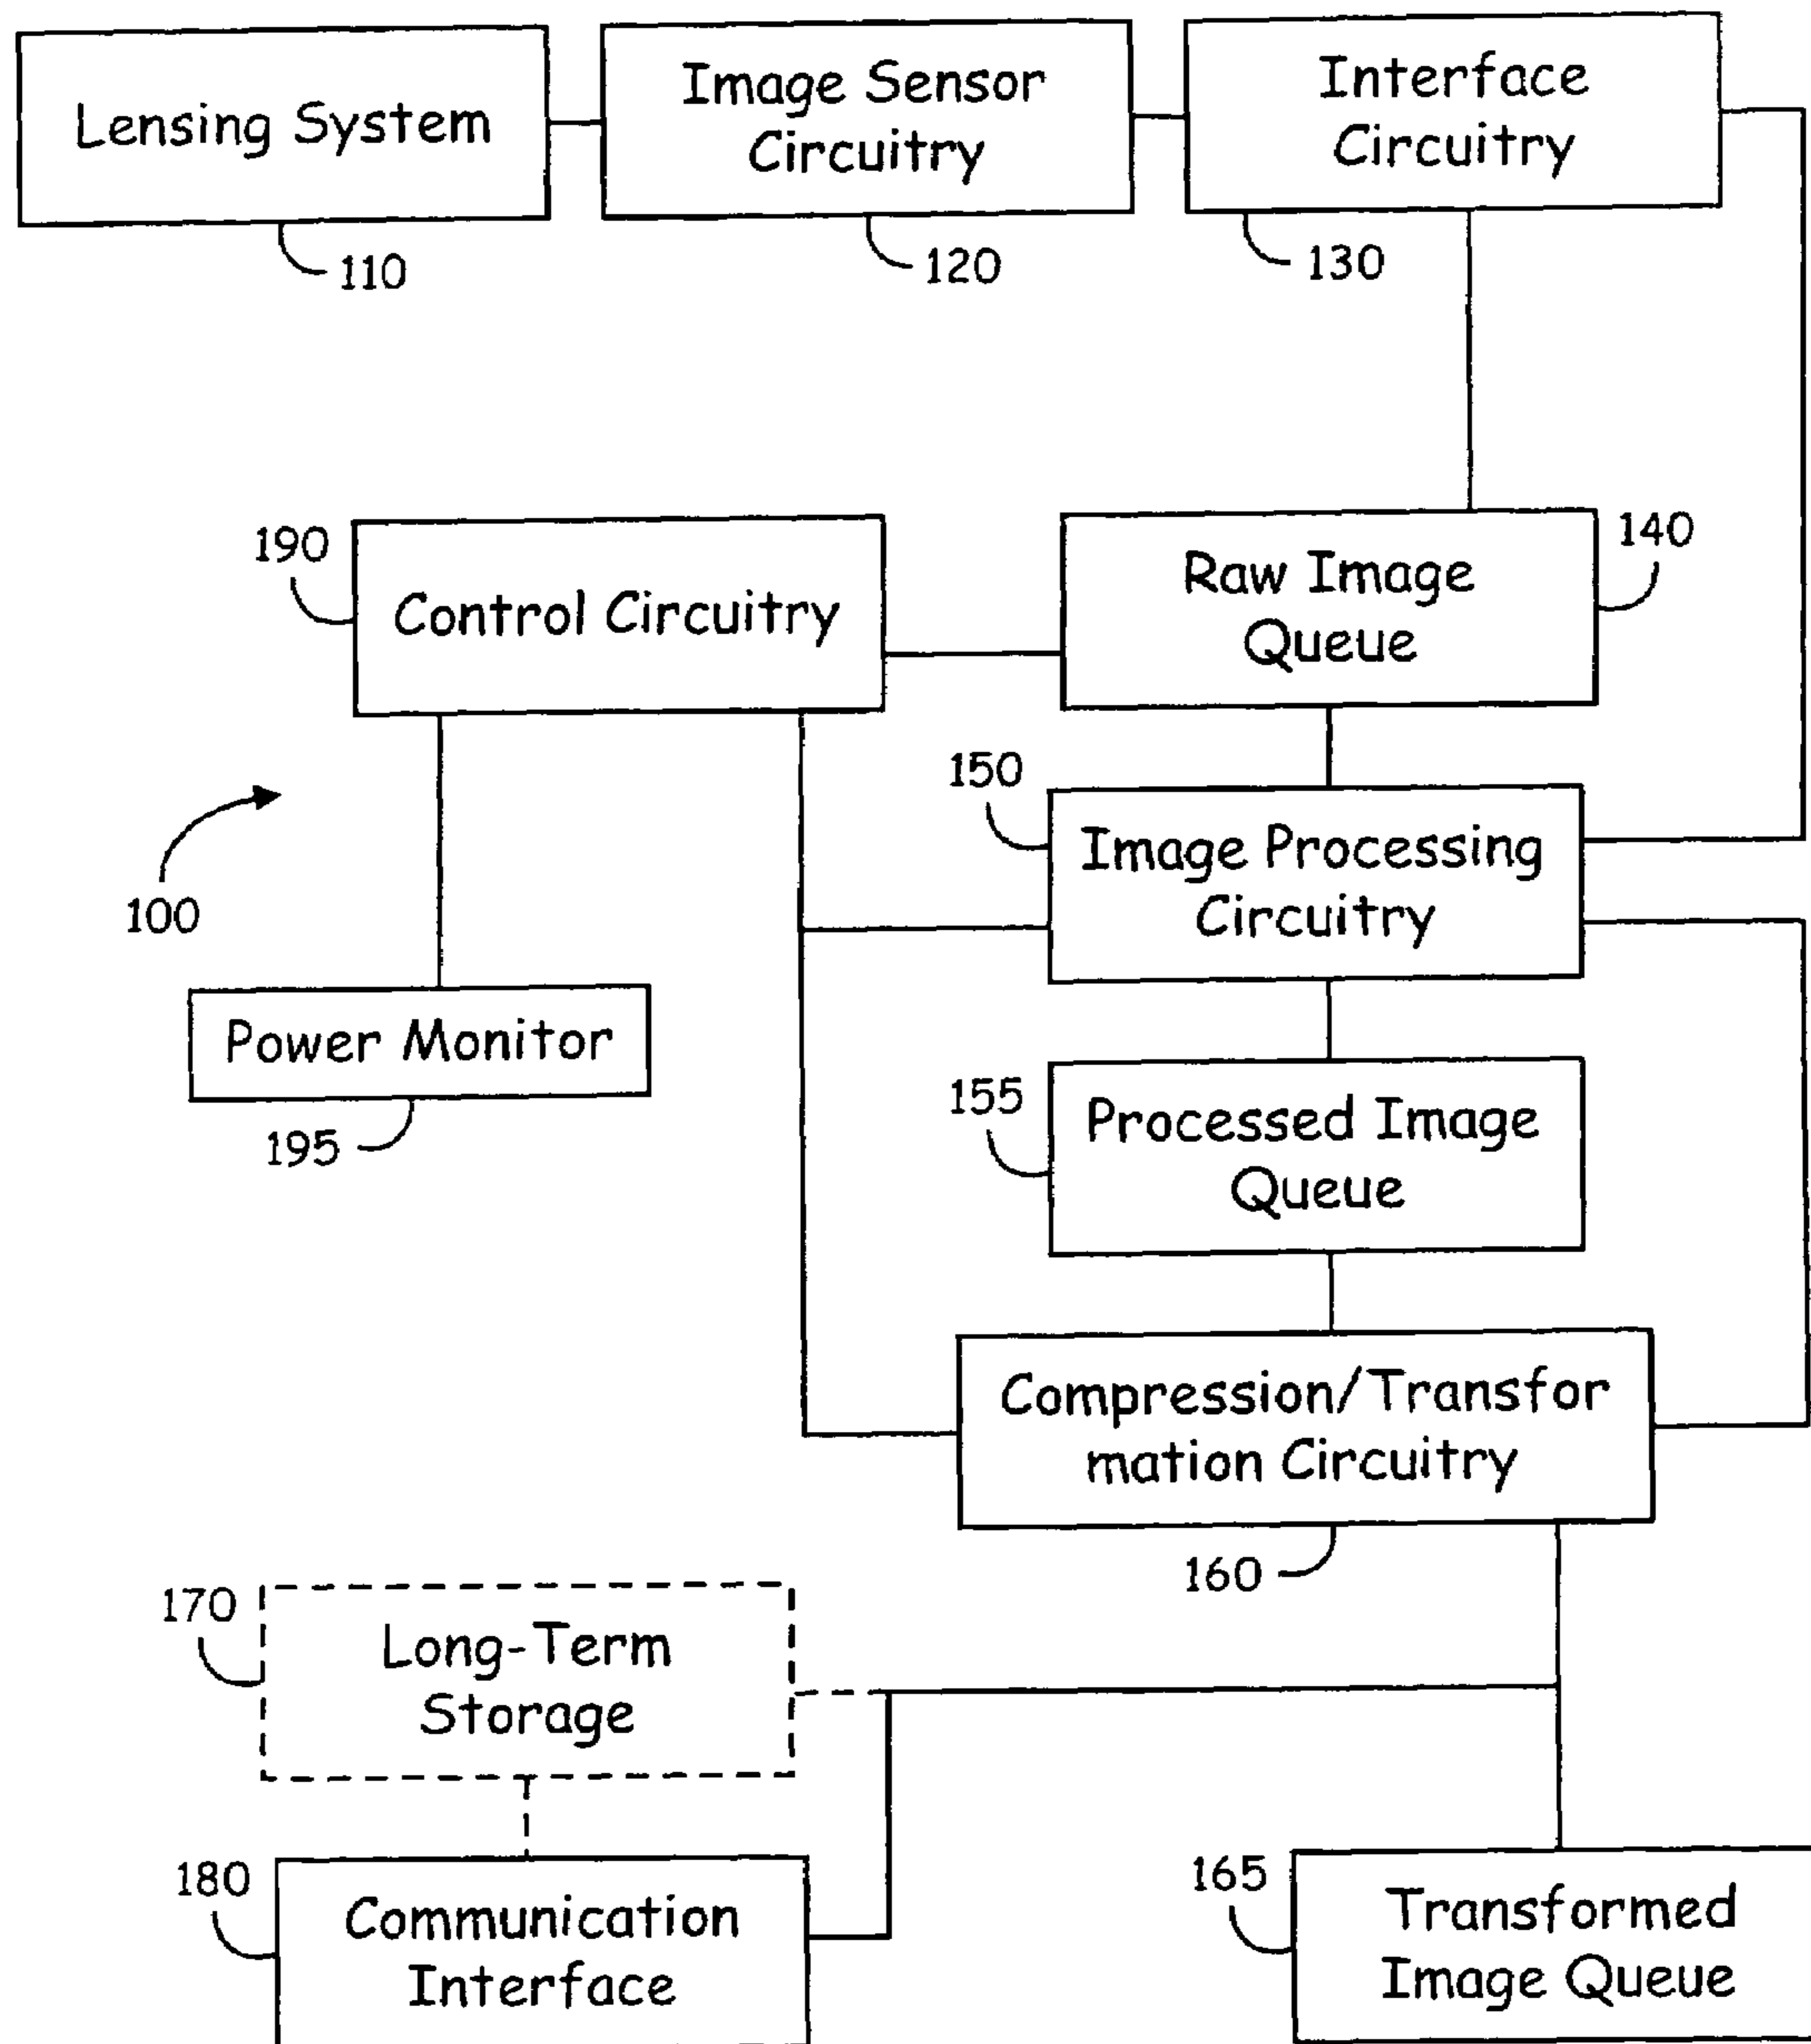 Lensing System
Image Sensor
Circuitry
Interface
Circuitry
110
120
130
190
Control Circuitry
Raw Image
Queue
140
100
150
Image Processing
Circuitry
Power Monitor
195
155
Processed Image
Queue
Compression/Transfor
mation Circuitry
160
170
Long-Term
Storage
180
Communication
Interface
165
Transformed
Image Queue